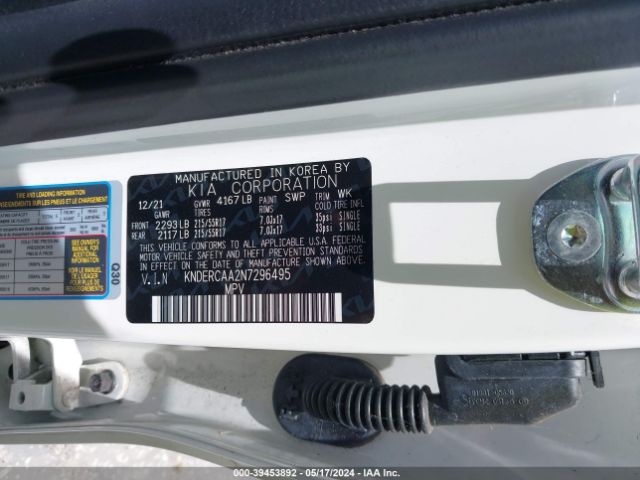 MANUFACTURED IN KOREA BY
KIA CORPORATION
12/21 GVWR 4167 LB PAINT SWP TRIM WK
GAWR TIRES RIMS COLD TIRE INFL
FRONT 2293 LB 215/55R17 7.0Jx17 35psi SINGLE
REAR 2117 LB 215/55R17 7.0Jx17 33psi SINGLE
THIS VEHICLE CONFORMS TO ALL APPLICABLE U.S.A. FEDERAL
MOTOR VEHICLE SAFETY AND THEFT PREVENTION STANDARDS
IN EFFECT ON THE DATE OF MANUFACTURE SHOWN ABOVE.
V.I.N KNDERCAA2N7296495
MPV
TIRE AND LOADING INFORMATION
SEE OWNER'S
MANUAL FOR
ADDITIONAL
INFORMATION
Q30
000-39453892 - 05/17/2024 - IAA Inc.